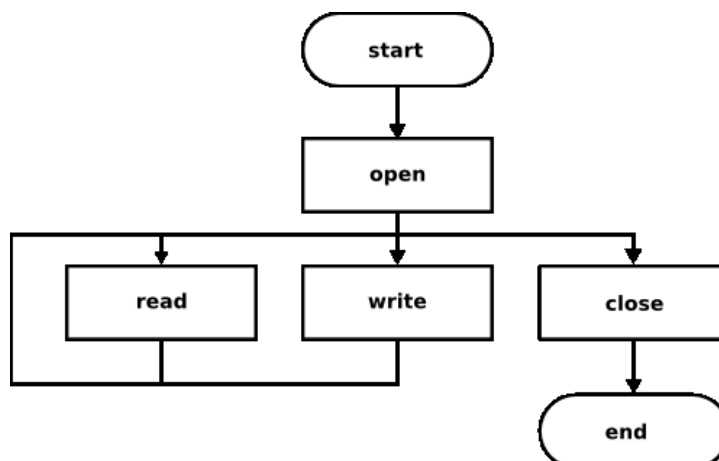 start
open
read
write
close
end